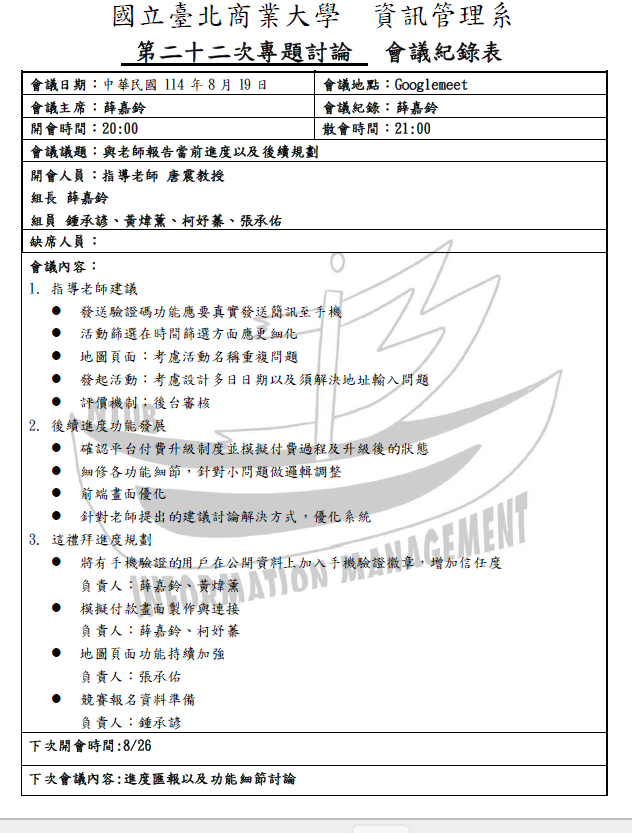 國立臺北商業大學 資訊管理系
第二十二次專題討論 會議紀錄表
會議日期：中華民國 114 年 8 月 19 日 會議地點：Googlemeet
會議主席：薛嘉鈴 會議紀錄：薛嘉鈴
開會時間：20:00 散會時間：21:00
會議議題：與老師報告當前進度以及後續規劃
開會人員：指導老師 唐震教授
組長 薛嘉鈴
組員 鍾承諺、黃煒薰、柯妤蓁、張承佑
缺席人員：
會議內容：
1. 指導老師建議
● 發送驗證碼功能應要真實發送簡訊至手機
● 活動篩選在時間篩選方面應更細化
● 地圖頁面：考慮活動名稱重複問題
● 發起活動：考慮設計多日日期以及須解決地址輸入問題
● 評價機制：後台審核
2. 後續進度功能發展
● 確認平台付費升級制度並模擬付費過程及升級後的狀態
● 細修各功能細節，針對小問題做邏輯調整
● 前端畫面優化
● 針對老師提出的建議討論解決方式，優化系統
3. 這禮拜進度規劃
● 將有手機驗證的用戶在公開資料上加入手機驗證徽章，增加信任度
負責人：薛嘉鈴、黃煒薰
● 模擬付款畫面製作與連接
負責人：薛嘉鈴、柯妤蓁
● 地圖頁面功能持續加強
負責人：張承佑
● 競賽報名資料準備
負責人：鍾承諺
INFORMATION MANAGEMENT
下次開會時間:8/26
下次會議內容:進度匯報以及功能細節討論